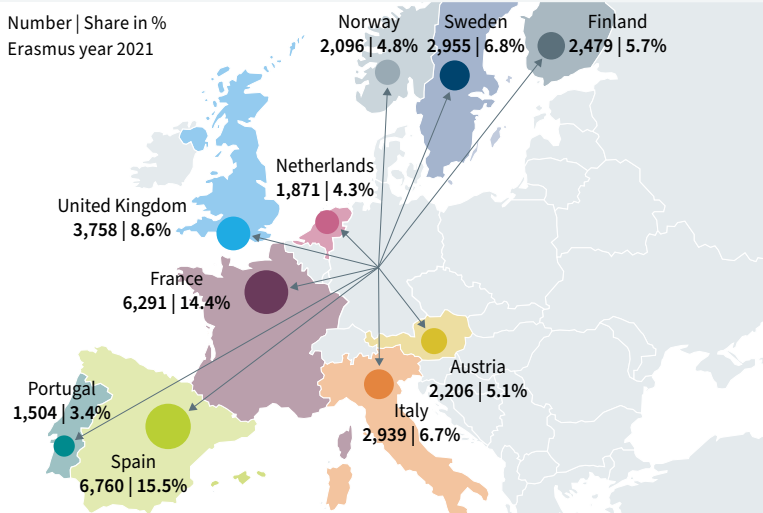 Number | Share in %
Erasmus year 2021
Norway
2,096 | 4.8%
Sweden
2,955 | 6.8%
Finland
2,479 | 5.7%
Netherlands
1,871 | 4.3%
United Kingdom
3,758 | 8.6%
France
6,291 | 14.4%
Austria
2,206 | 5.1%
Portugal
1,504 | 3.4%
Italy
2,939 | 6.7%
Spain
6,760 | 15.5%